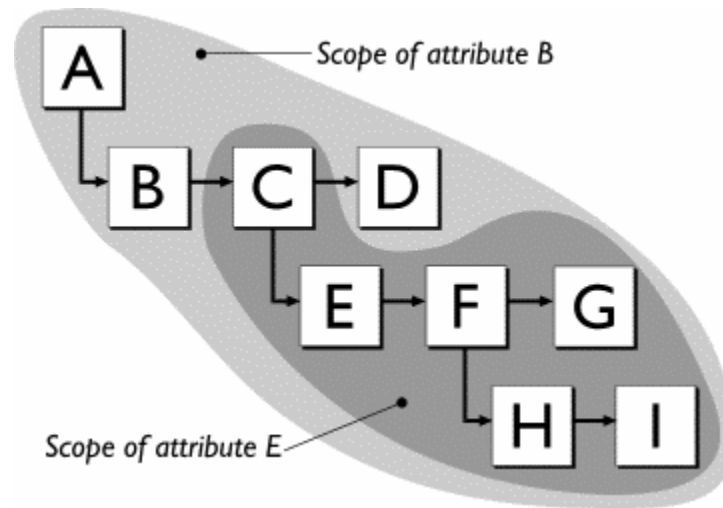 A
Scope of attribute B
B
C
D
E
F
G
H
I
Scope of attribute E